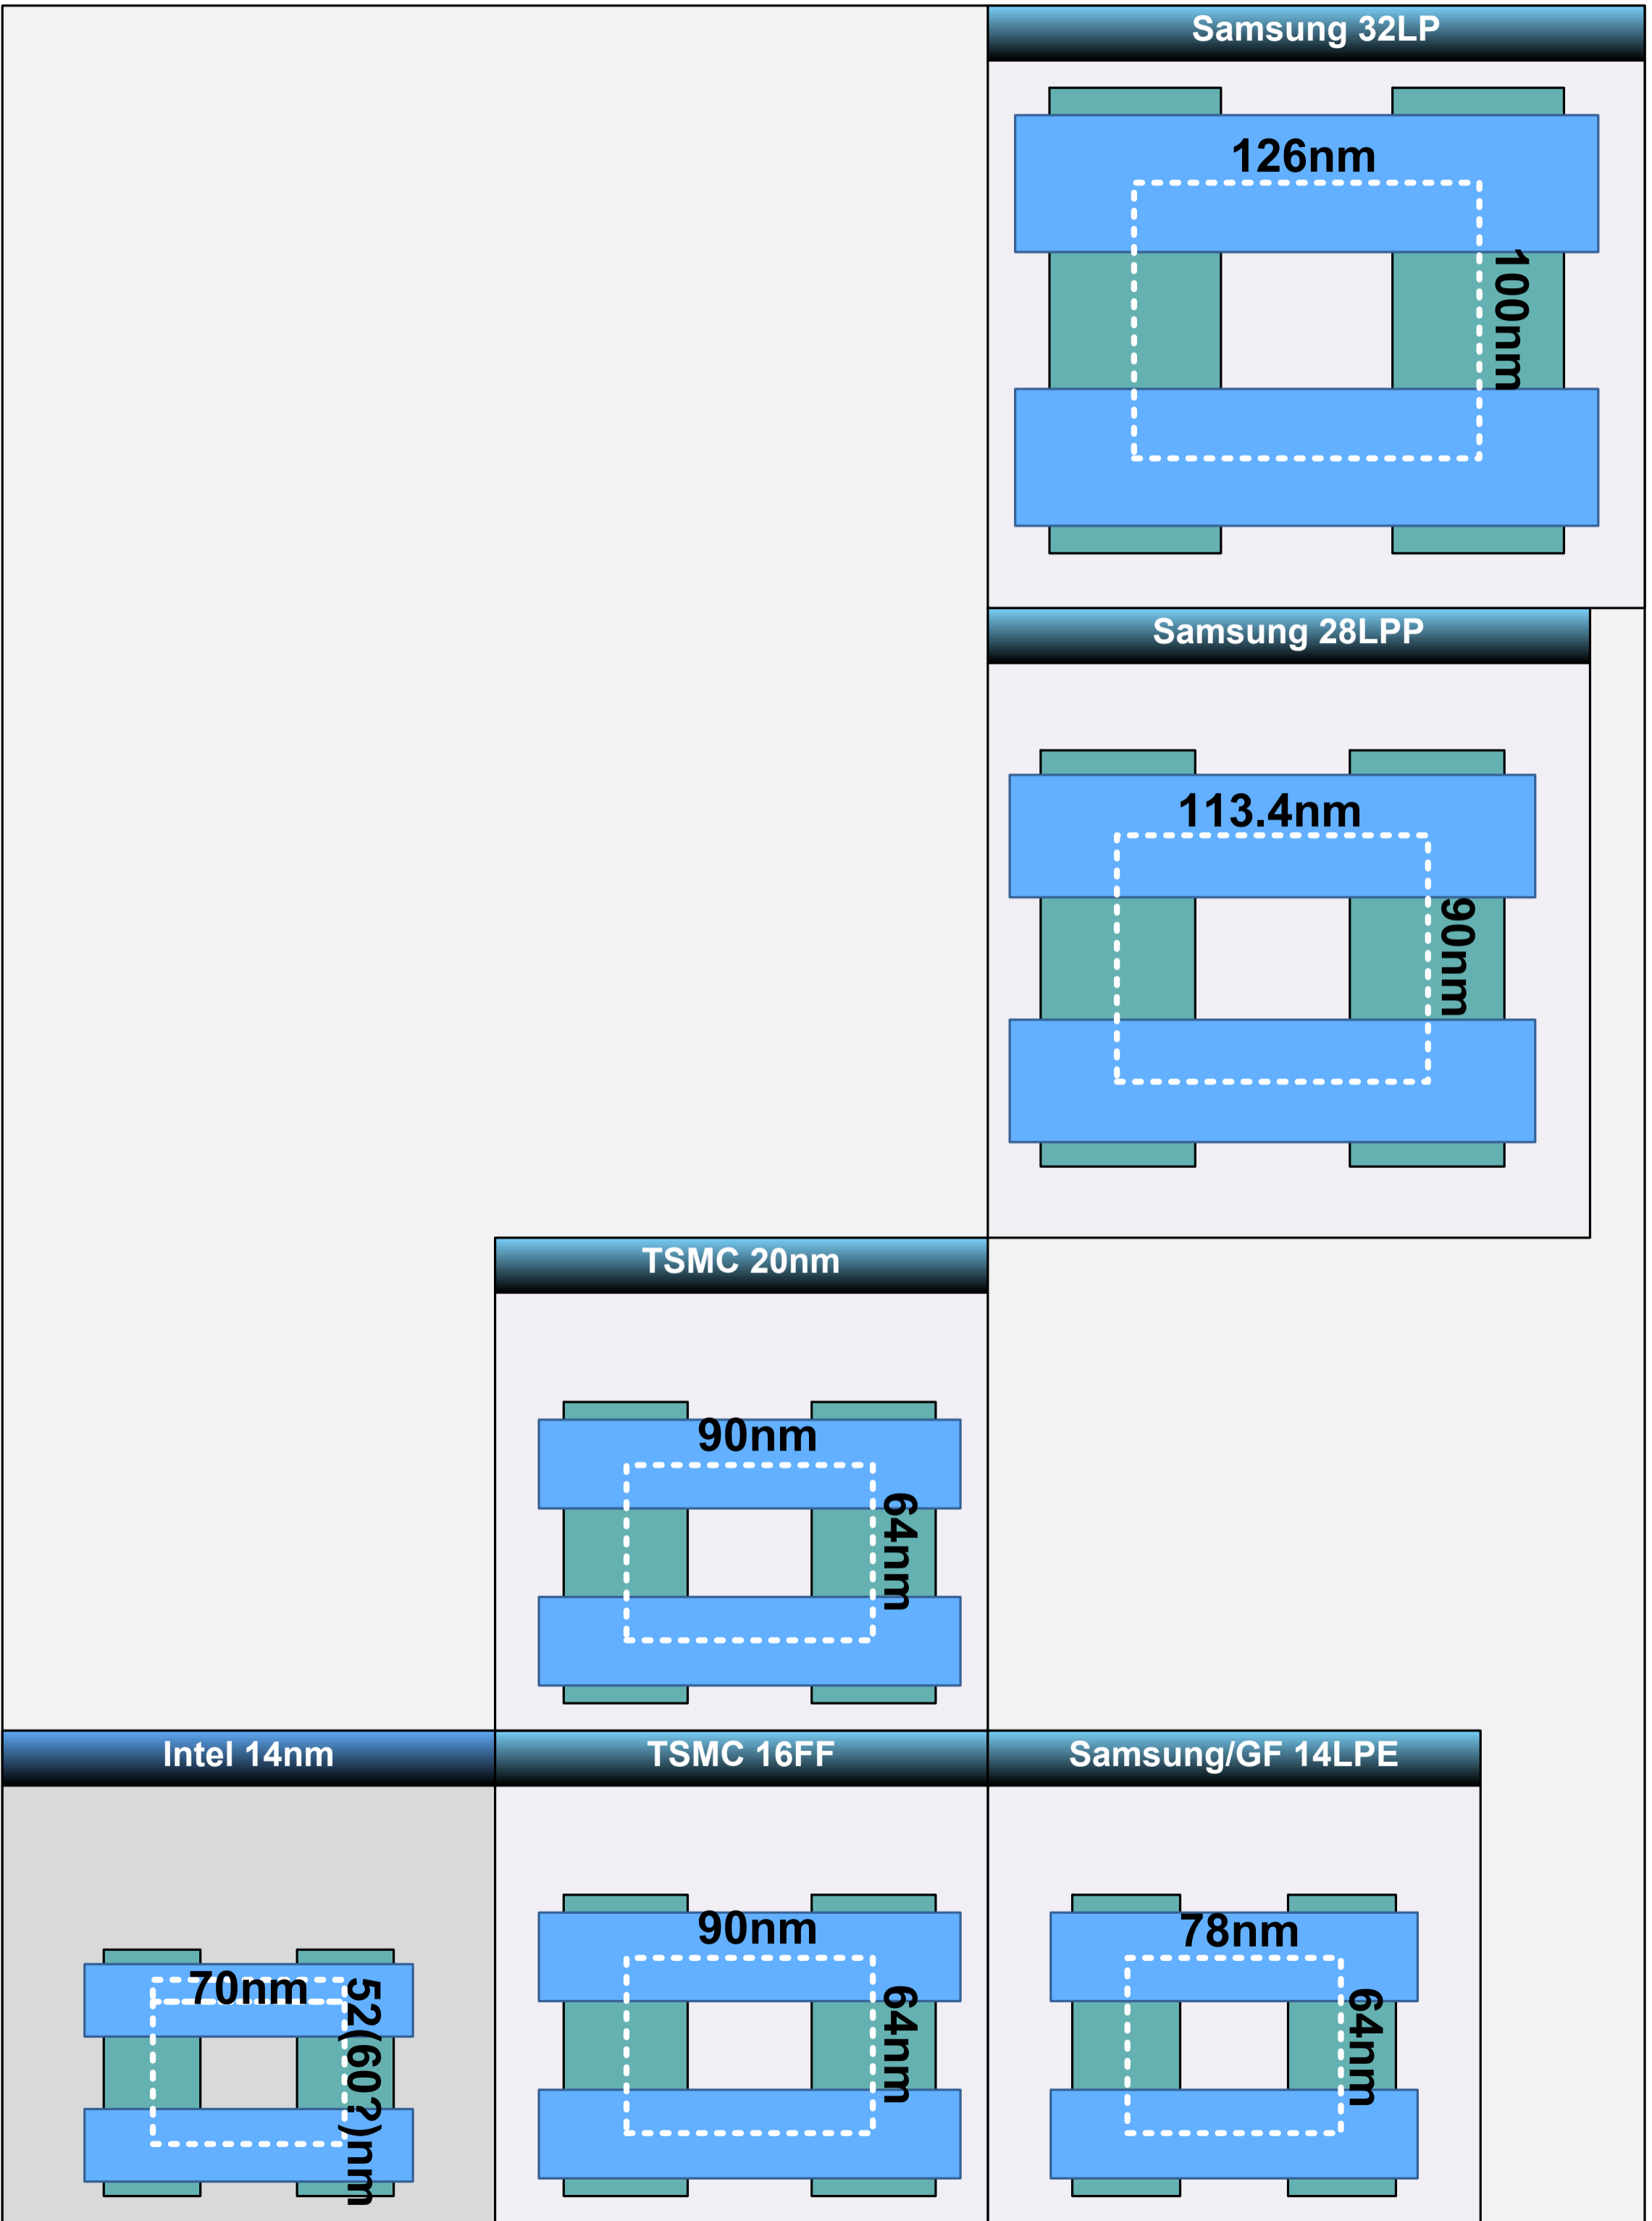 Samsung 32LP
126nm
100nm
Samsung 28LPP
113.4nm
90nm
TSMC 20nm
90nm
64nm
Intel 14nm
70nm
52(60?)nm
TSMC 16FF
90nm
64nm
Samsung/GF 14LPE
78nm
64nm